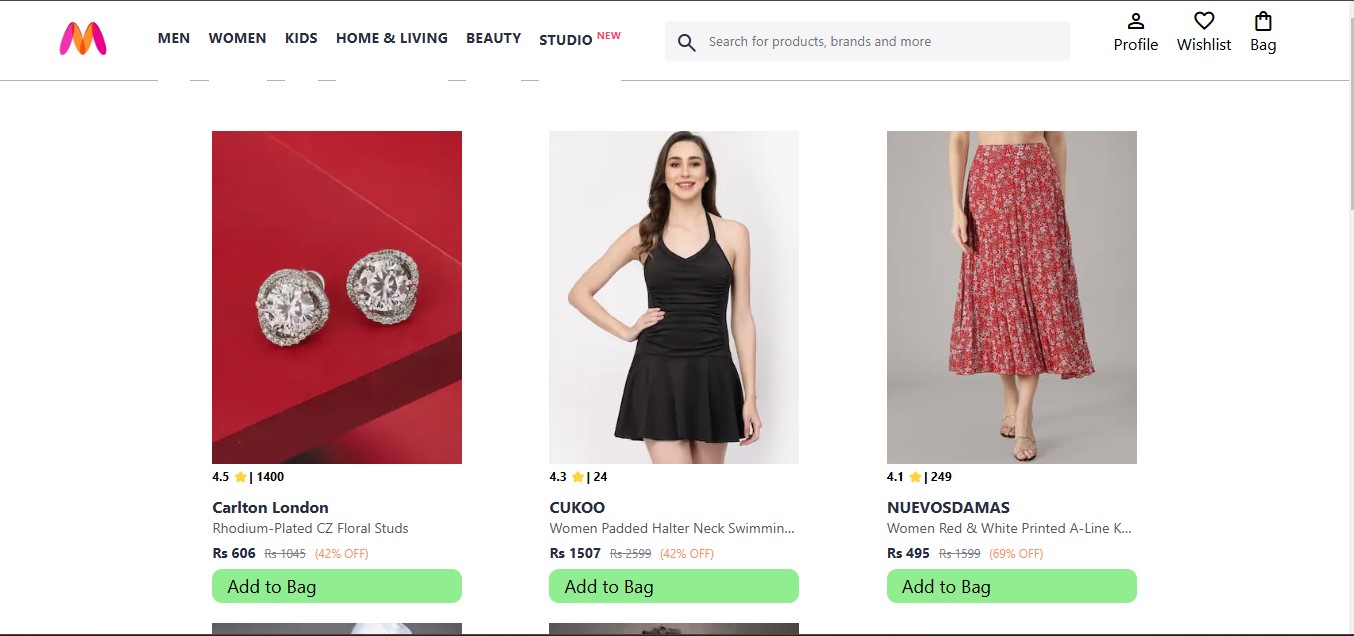 MEN WOMEN KIDS HOME & LIVING BEAUTY STUDIO NEW
Search for products, brands and more
Profile Wishlist Bag
4.5 ⭐ | 1400
Carlton London
Rhodium-Plated CZ Floral Studs
Rs 606 Rs 1045 (42% OFF)
Add to Bag
4.3 ⭐ | 24
CUKOO
Women Padded Halter Neck Swimmin...
Rs 1507 Rs 2599 (42% OFF)
Add to Bag
4.1 ⭐ | 249
NUEVOSDAMAS
Women Red & White Printed A-Line K...
Rs 495 Rs 1599 (69% OFF)
Add to Bag